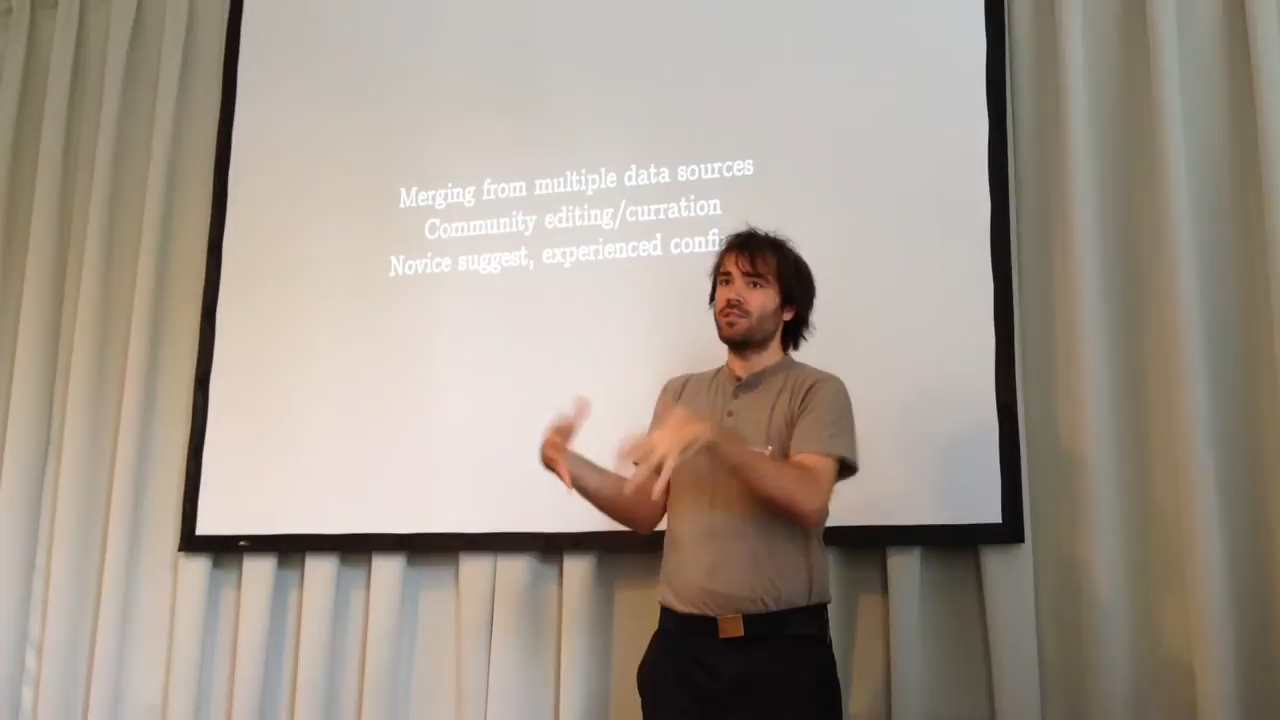 Merging from multiple data sources
Community editing/curration
Novice suggest, experienced